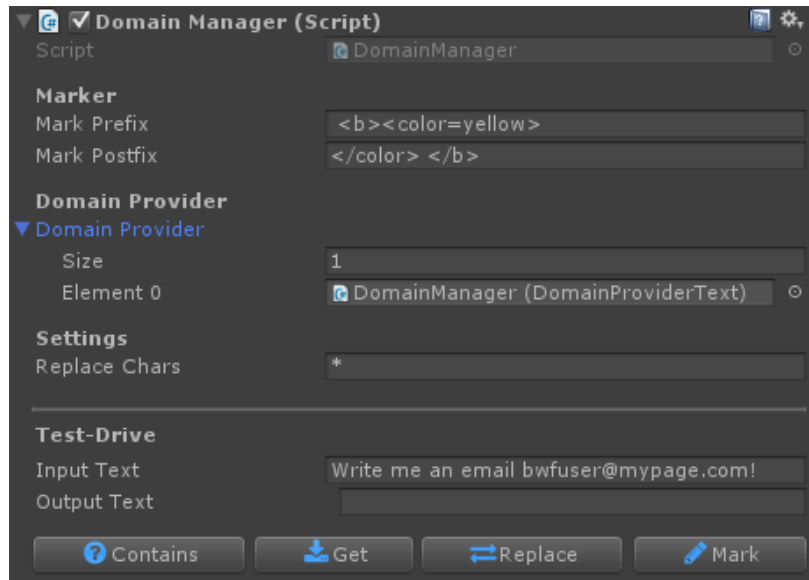 Domain Manager (Script)
Script DomainManager
Marker
Mark Prefix <b><color=yellow>
Mark Postfix </color> </b>
Domain Provider
Domain Provider
Size 1
Element 0 DomainManager (DomainProviderText)
Settings
Replace Chars *
Test-Drive
Input Text Write me an email bwfuser@mypage.com!
Output Text
Contains Get Replace Mark